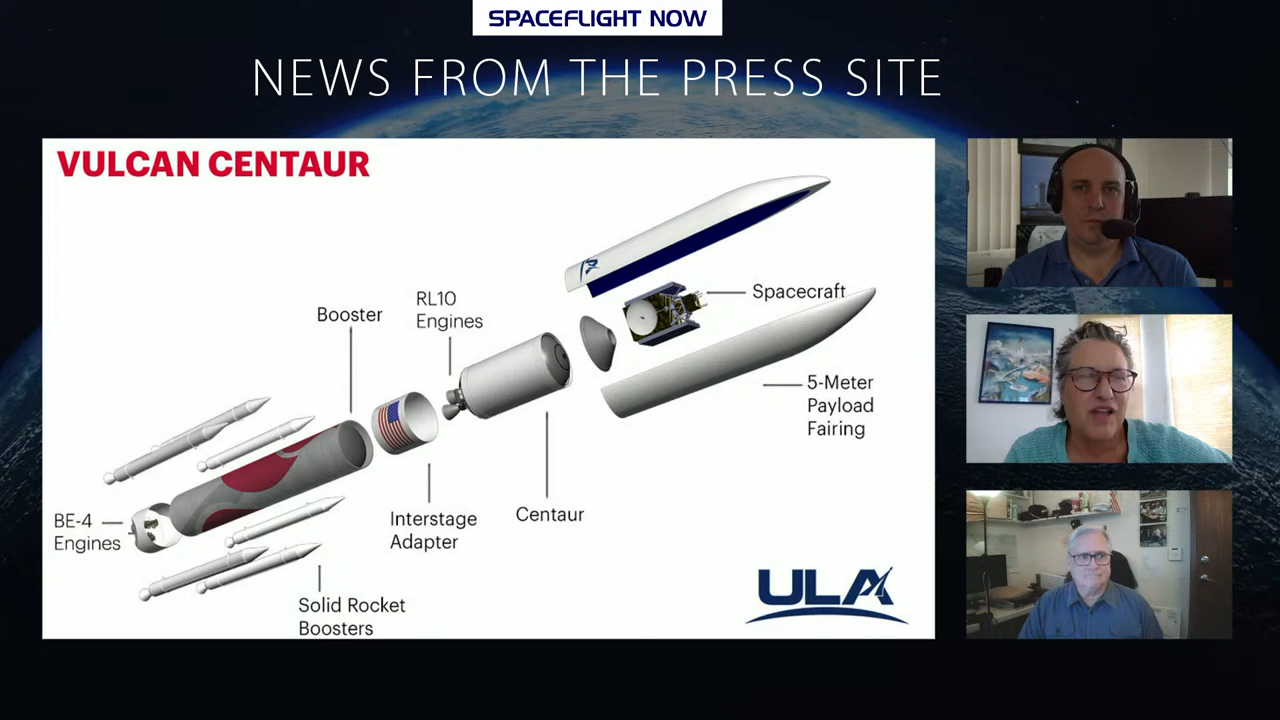 SPACEFLIGHT NOW
NEWS FROM THE PRESS SITE
VULCAN CENTAUR
Spacecraft
RL10
Engines
Booster
5-Meter
Payload
Fairing
BE-4
Engines
Interstage
Adapter
Centaur
Solid Rocket
Boosters
ULA
ULA